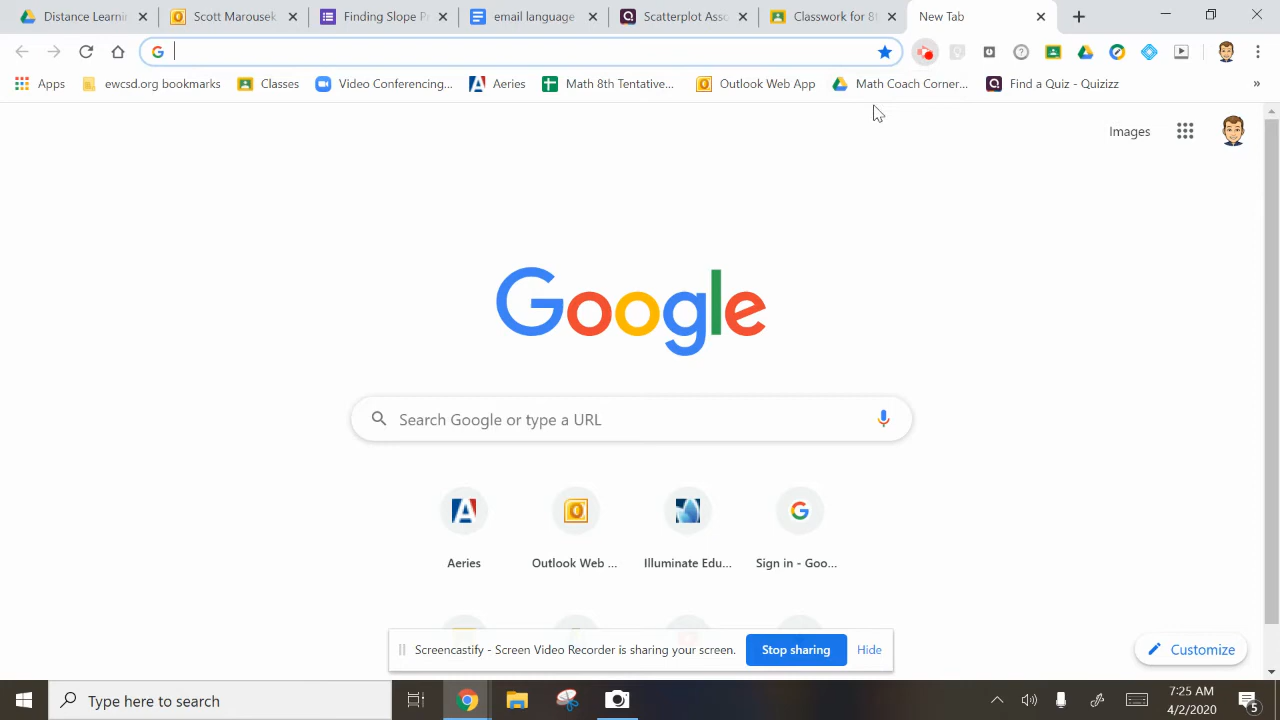 Distance Learni
Scott Marousek
Finding Slope Pr
email language
Scatterplot Ass
Classwork for 8t
New Tab
Apps
ewcsd.org bookmarks
Classes
Video Conferencing...
Aeries
Math 8th Tentative...
Outlook Web App
Math Coach Corner...
Find a Quiz - Quizizz
»
Images
Google
Search Google or type a URL
Aeries
Outlook Web ...
Illuminate Edu...
Sign in - Goo...
Screencastify - Screen Video Recorder is sharing your screen.
Stop sharing
Hide
Customize
Type here to search
7:25 AM
4/2/2020
5